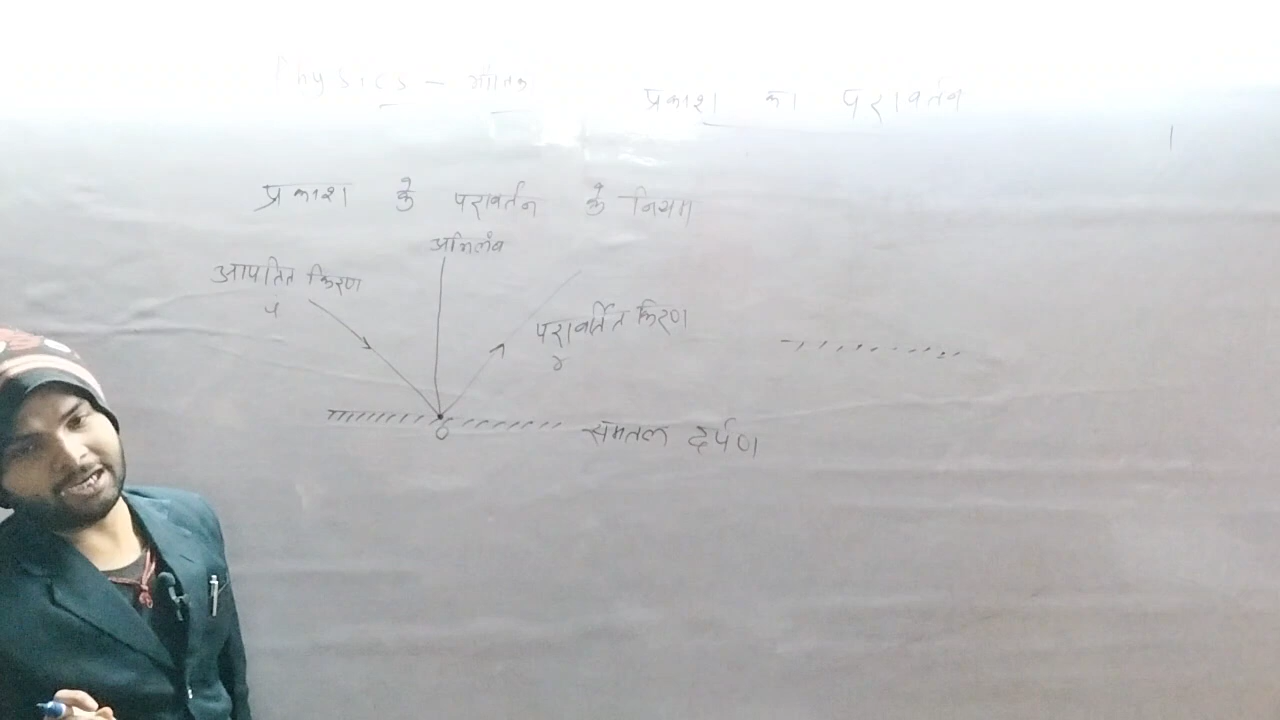 Physics - भौतिक
प्रकाश का परावर्तन
प्रकाश के परावर्तन के नियम
अभिलंब
आपतित किरण
परावर्तित किरण
r
O
समतल दर्पण